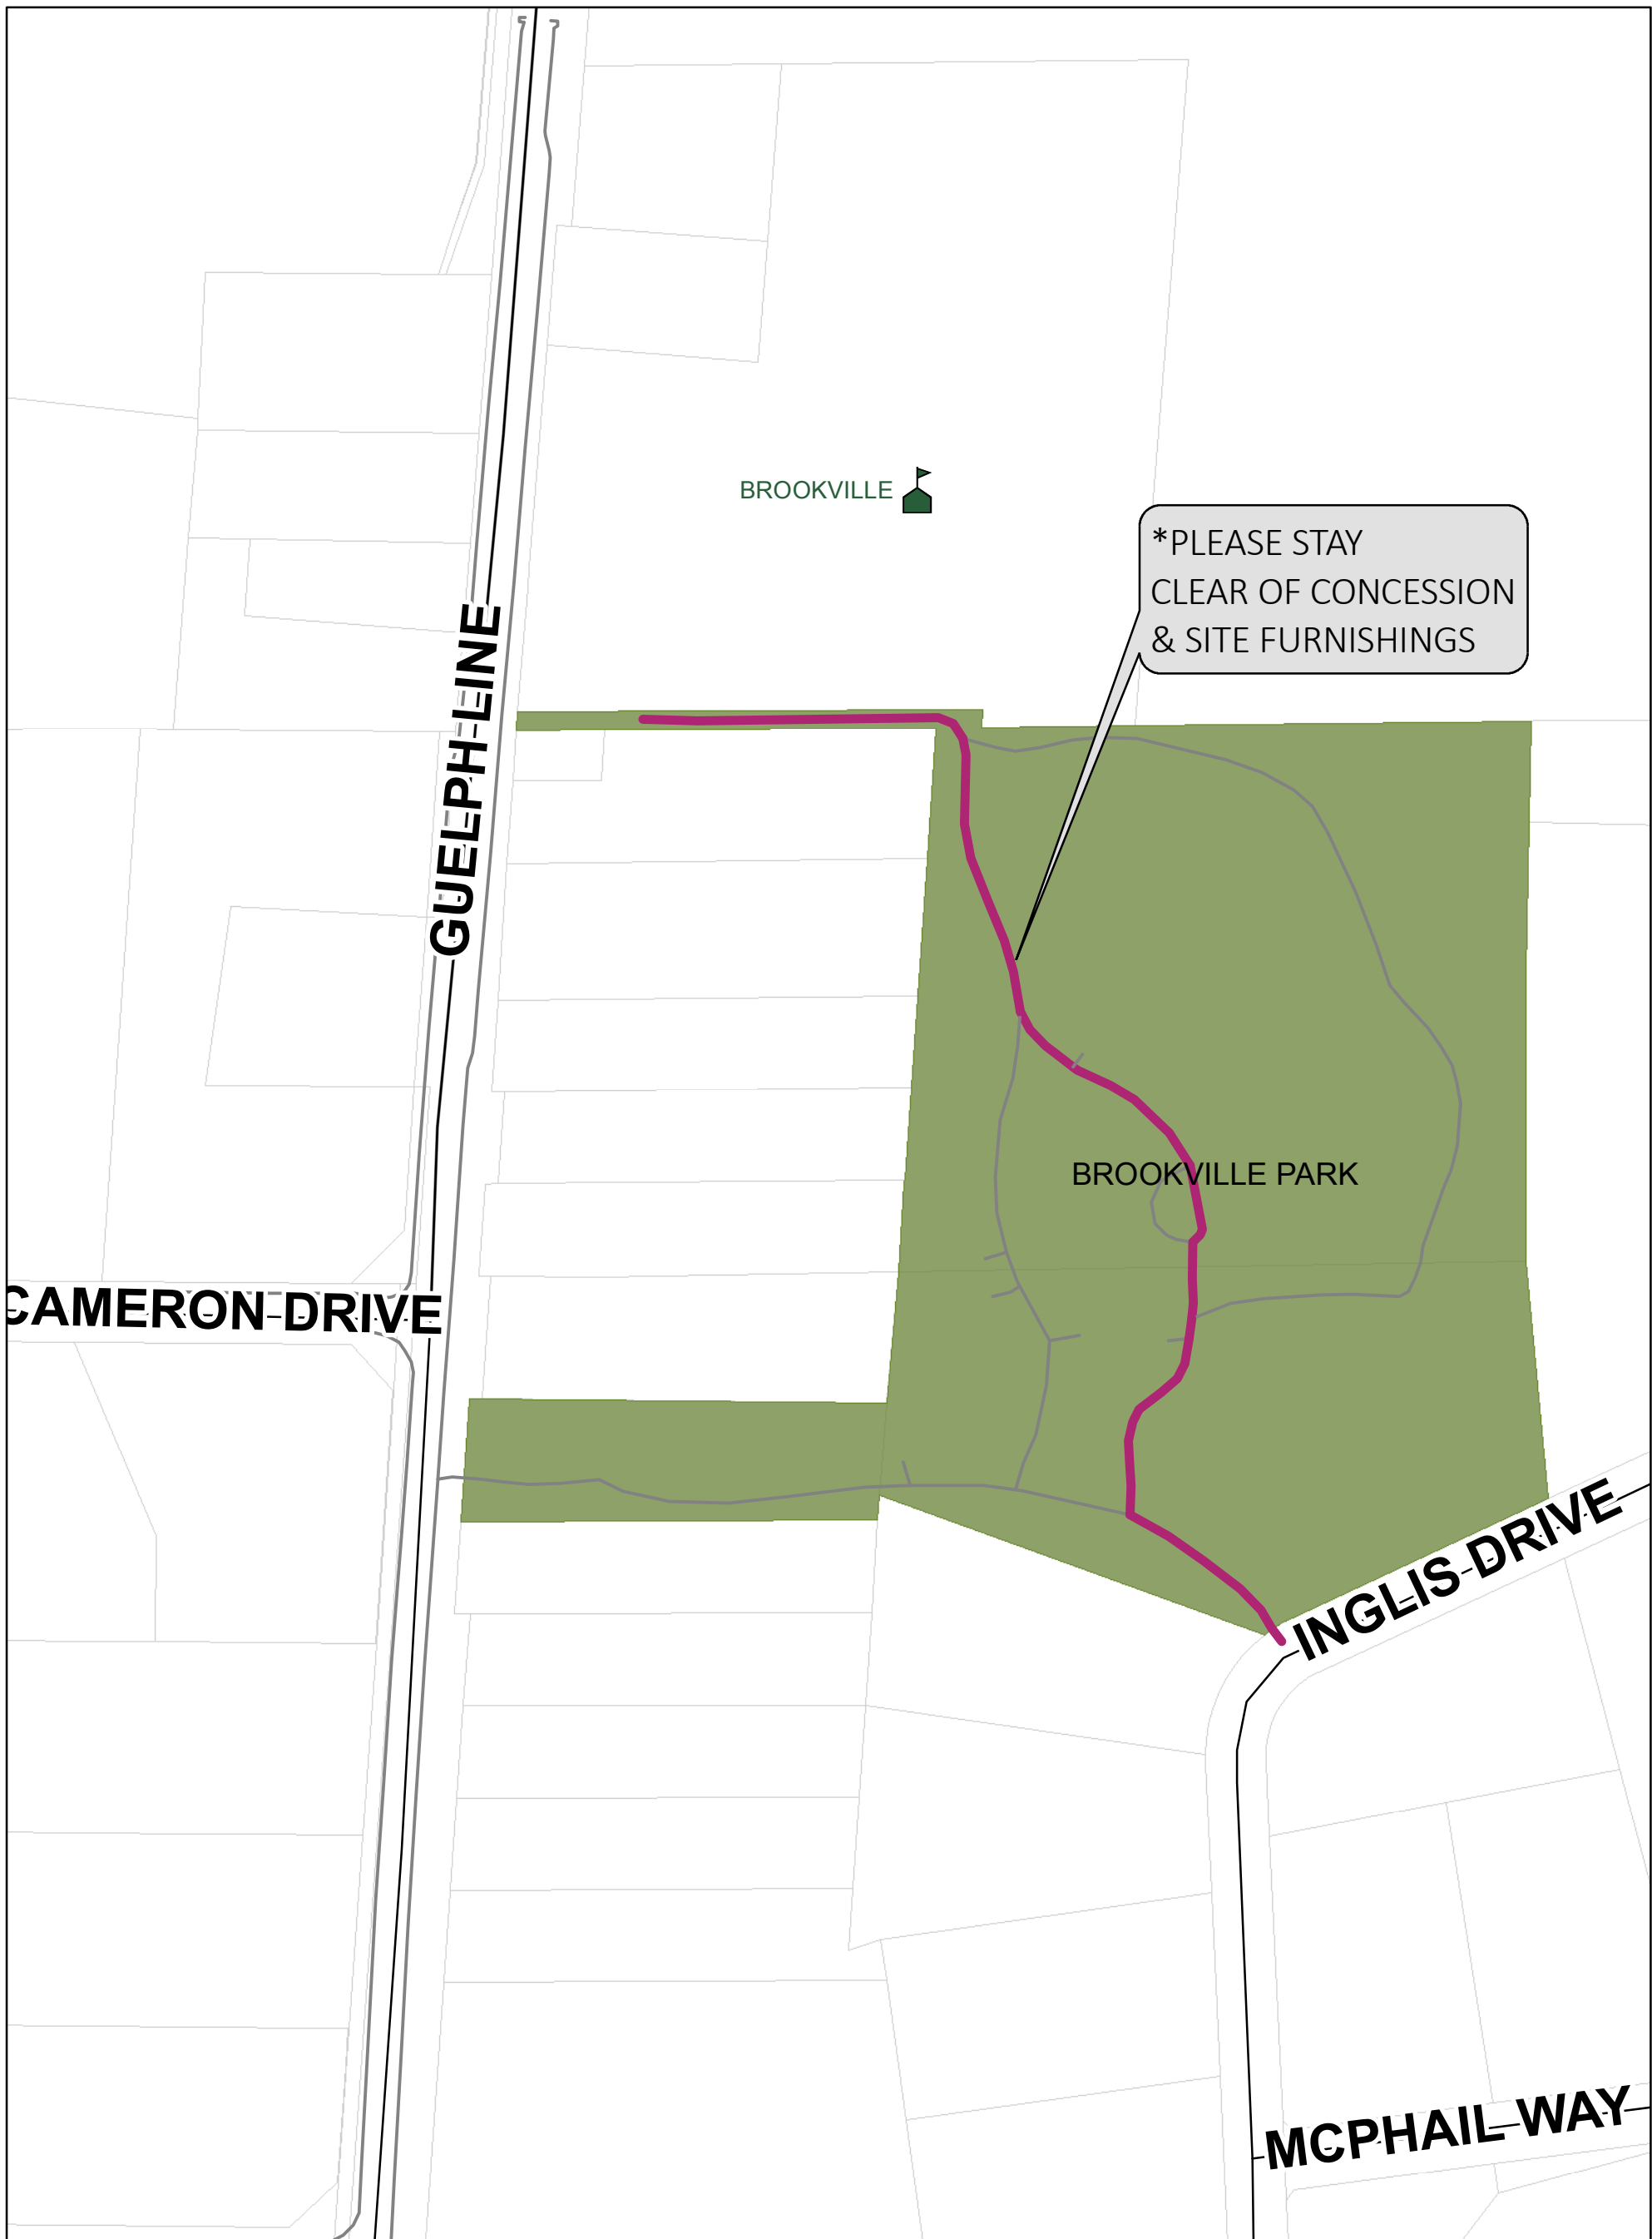 BROOKVILLE
*PLEASE STAY
CLEAR OF CONCESSION
& SITE FURNISHINGS
GUELPH LINE
BROOKVILLE PARK
CAMERON DRIVE
INGLIS DRIVE
MCPHAIL WAY